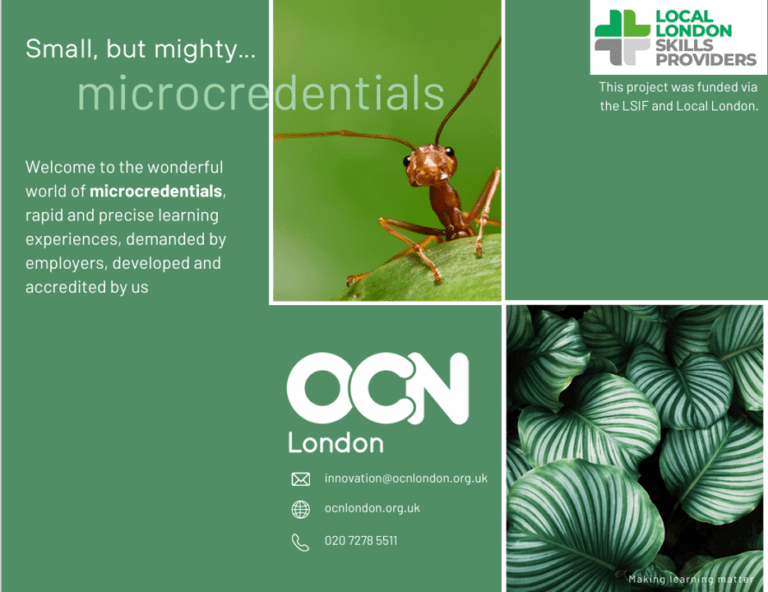 Small, but mighty...
microcredentials
Welcome to the wonderful
world of microcredentials,
rapid and precise learning
experiences, demanded by
employers, developed and
accredited by us
LOCAL
LONDON
SKILLS
PROVIDERS
This project was funded via
the LSIF and Local London.
OCN
London
innovation@ocnlondon.org.uk
ocnlondon.org.uk
020 7278 5511
Making learning matter